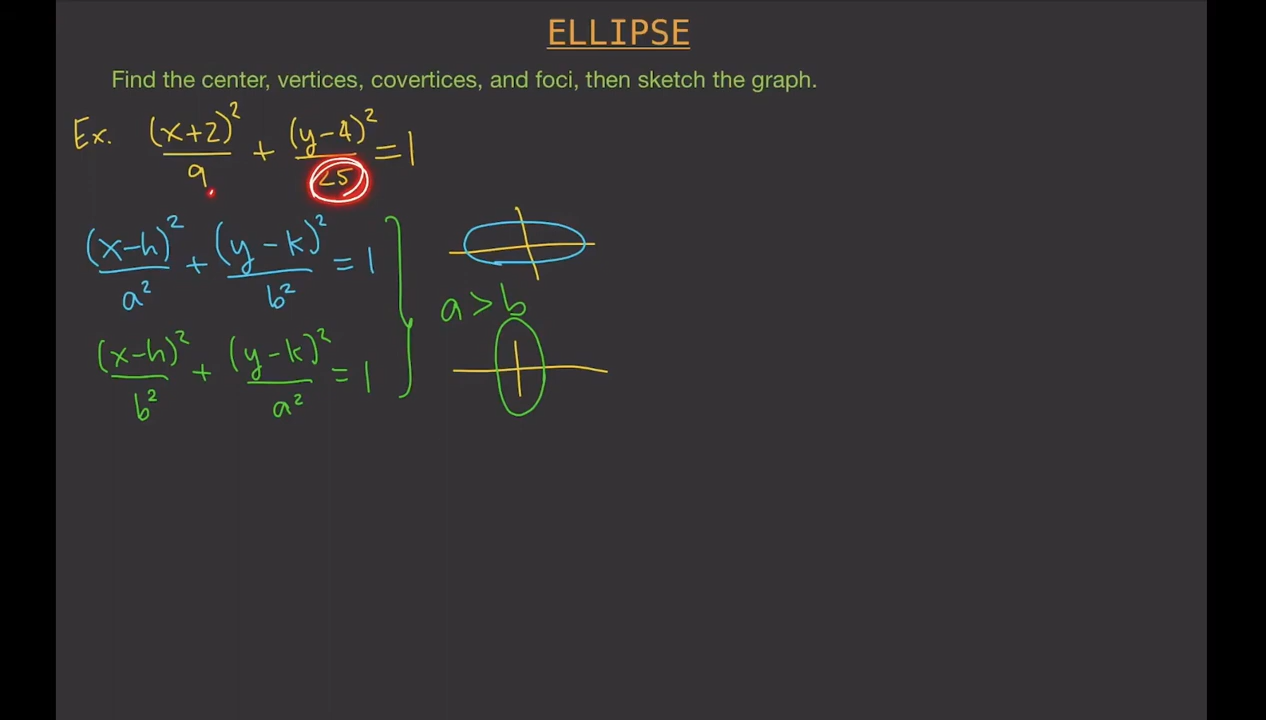 ELLIPSE
Find the center, vertices, covertices, and foci, then sketch the graph.
Ex. (x+2)²/9 + (y-4)²/25 = 1
(x-h)²/a² + (y-k)²/b² = 1
a > b
(x-h)²/b² + (y-k)²/a² = 1